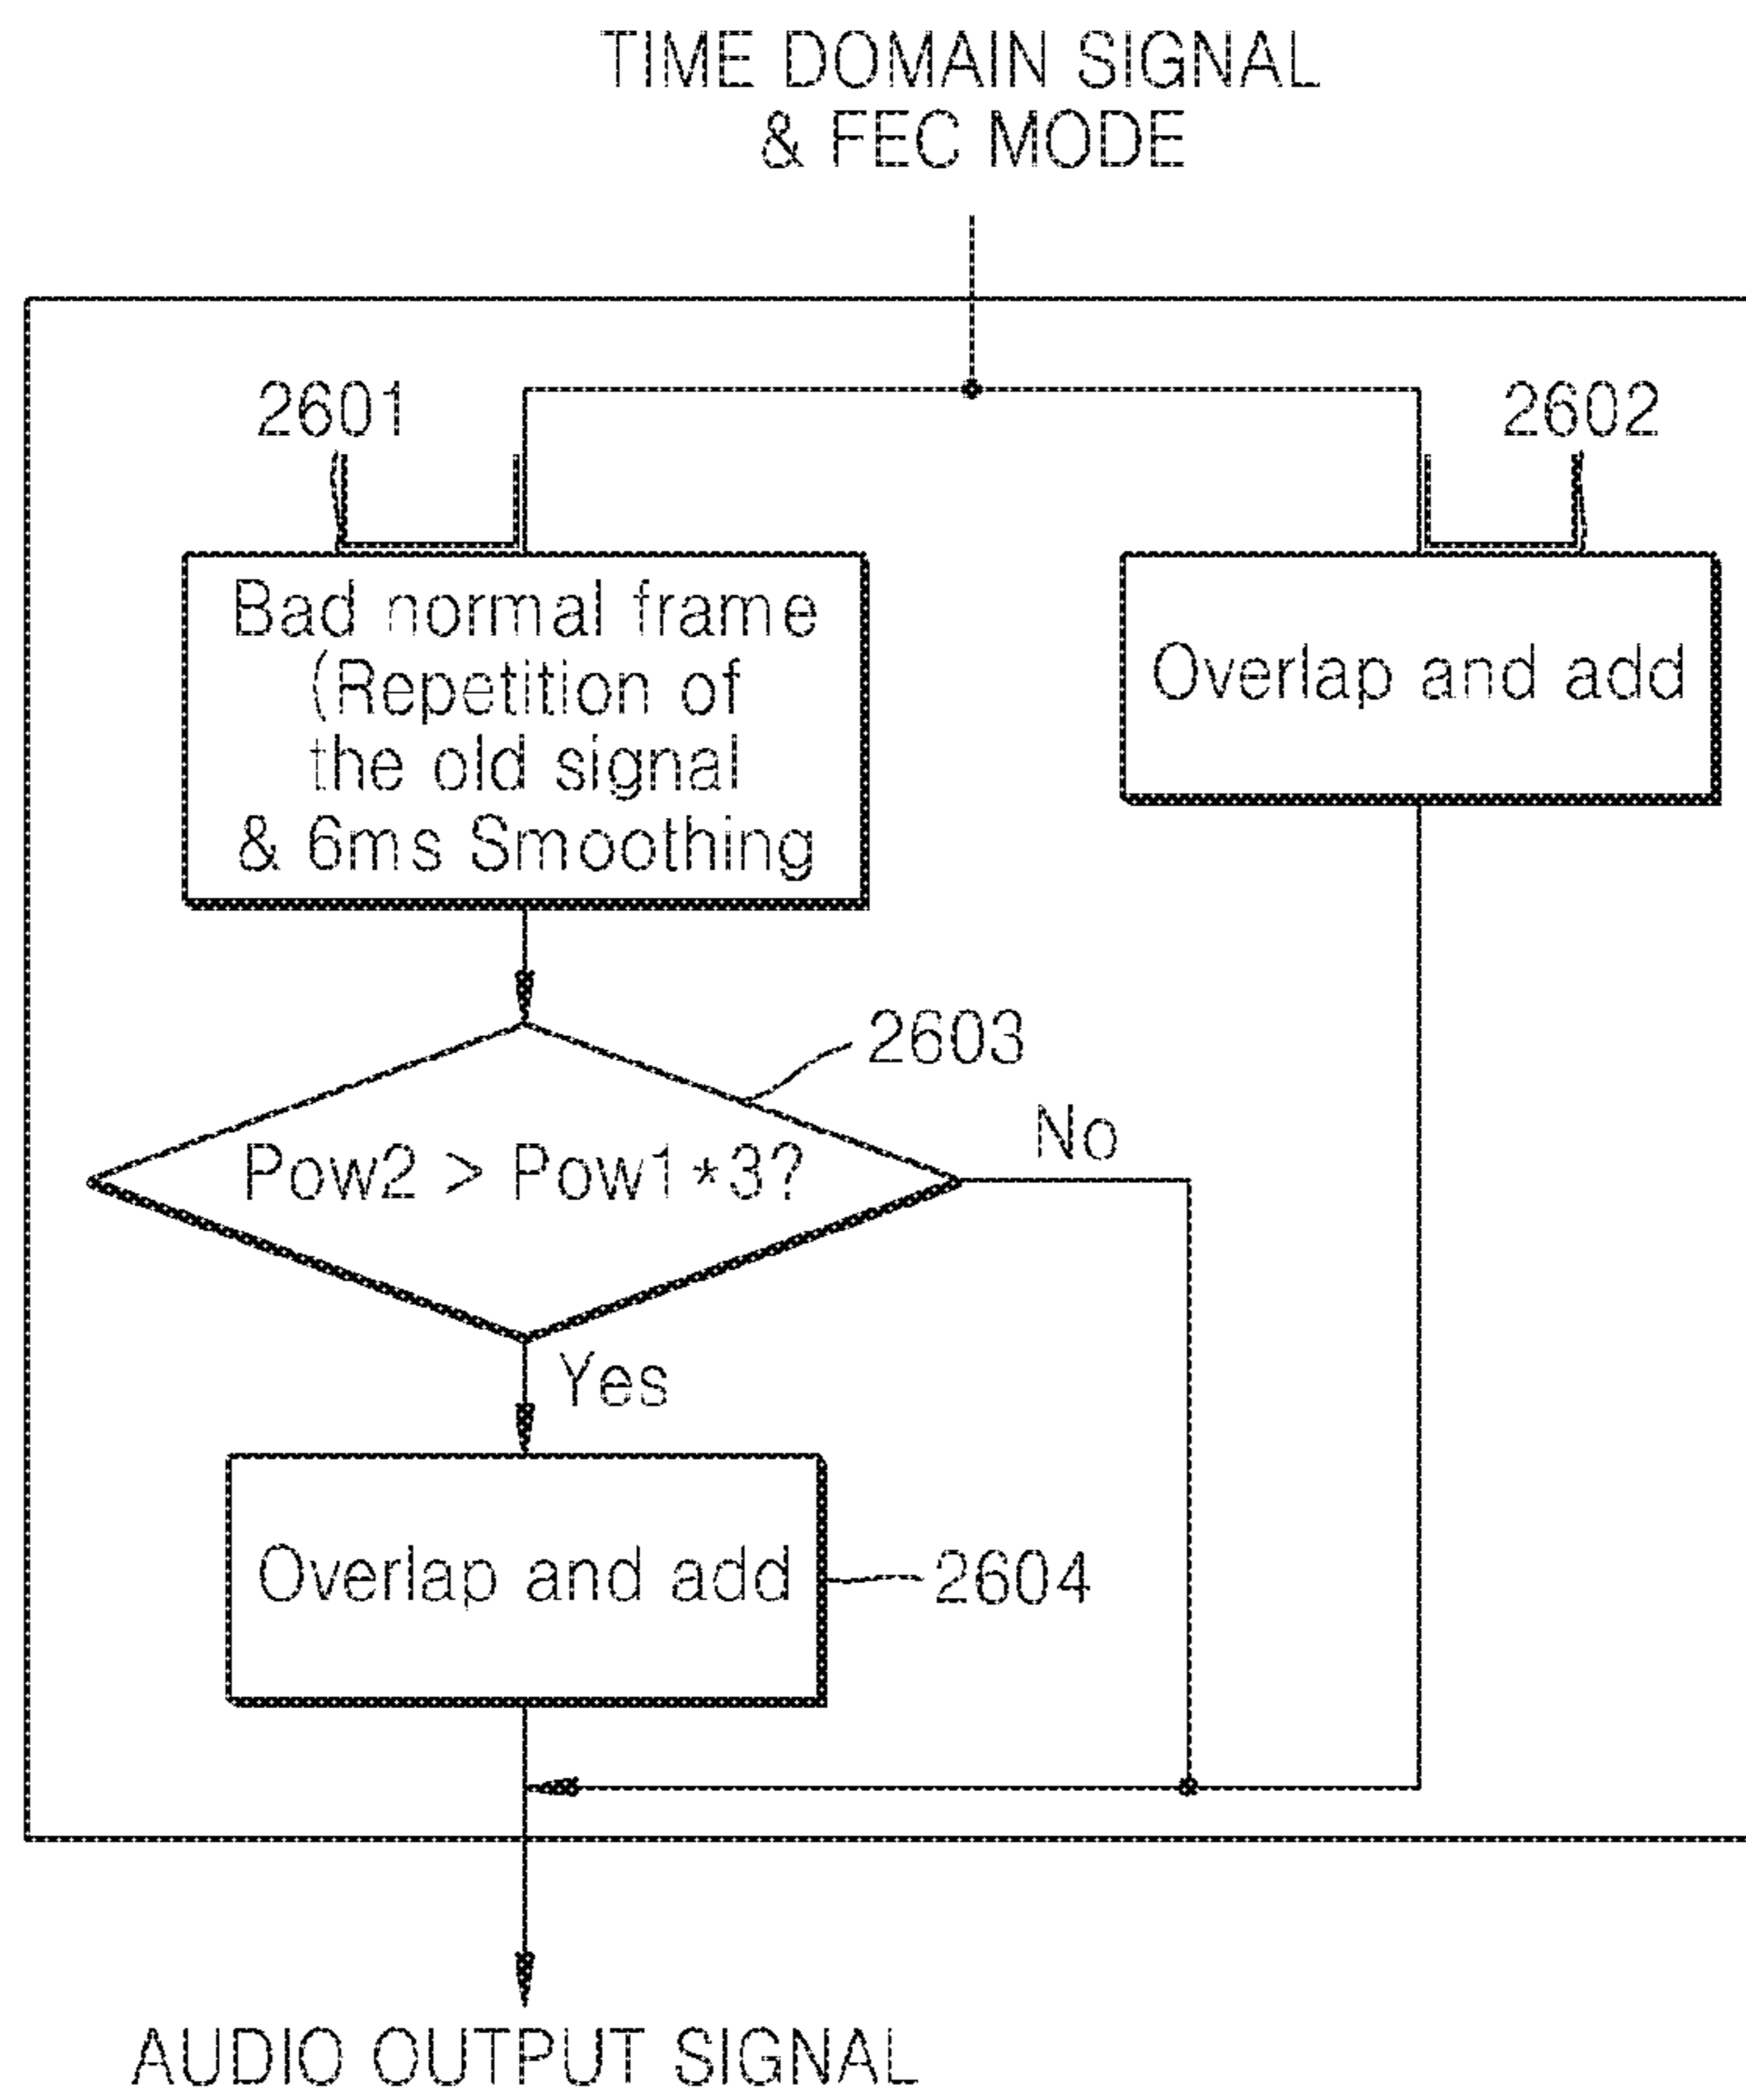 TIME DOMAIN SIGNAL
& FEC MODE
2601
2602
Bad normal frame
(Repetition of
the old signal
& 6ms Smoothing
Overlap and add
2603
Pow2 > Pow1*3?
No
Yes
Overlap and add
2604
AUDIO OUTPUT SIGNAL